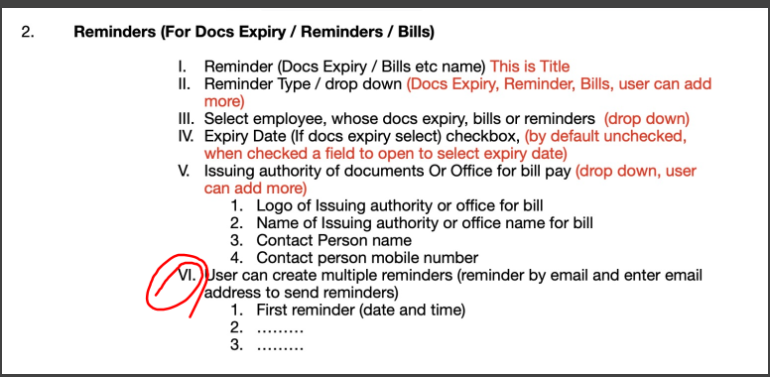 2. Reminders (For Docs Expiry / Reminders / Bills)
I. Reminder (Docs Expiry / Bills etc name) This is Title
II. Reminder Type / drop down (Docs Expiry, Reminder, Bills, user can add
more)
III. Select employee, whose docs expiry, bills or reminders (drop down)
IV. Expiry Date (If docs expiry select) checkbox, (by default unchecked,
when checked a field to open to select expiry date)
V. Issuing authority of documents Or Office for bill pay (drop down, user
can add more)
1. Logo of Issuing authority or office for bill
2. Name of Issuing authority or office name for bill
3. Contact Person name
4. Contact person mobile number
VI. User can create multiple reminders (reminder by email and enter email
address to send reminders)
1. First reminder (date and time)
2. .........
3. .........